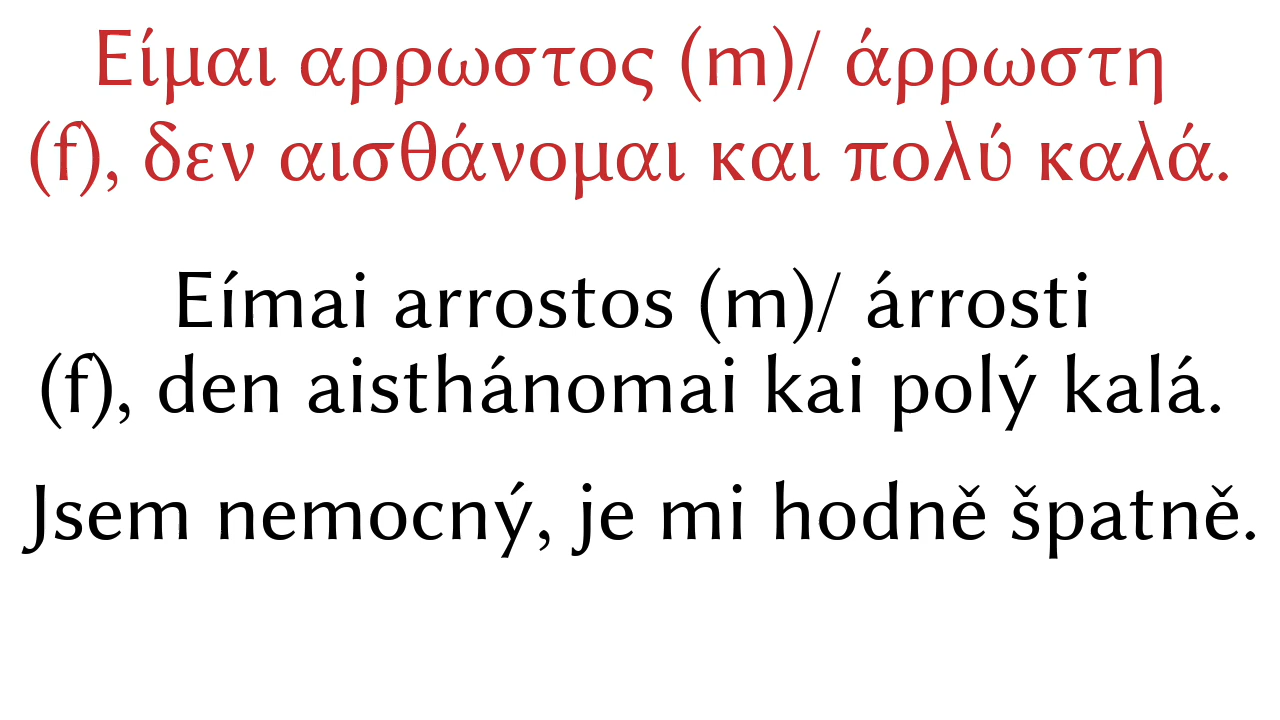 Είμαι αρρωστος (m)/ άρρωστη
(f), δεν αισθάνομαι και πολύ καλά.
Eímai arrostos (m)/ árrosti
(f), den aisthánomai kai polý kalá.
Jsem nemocný, je mi hodně špatně.